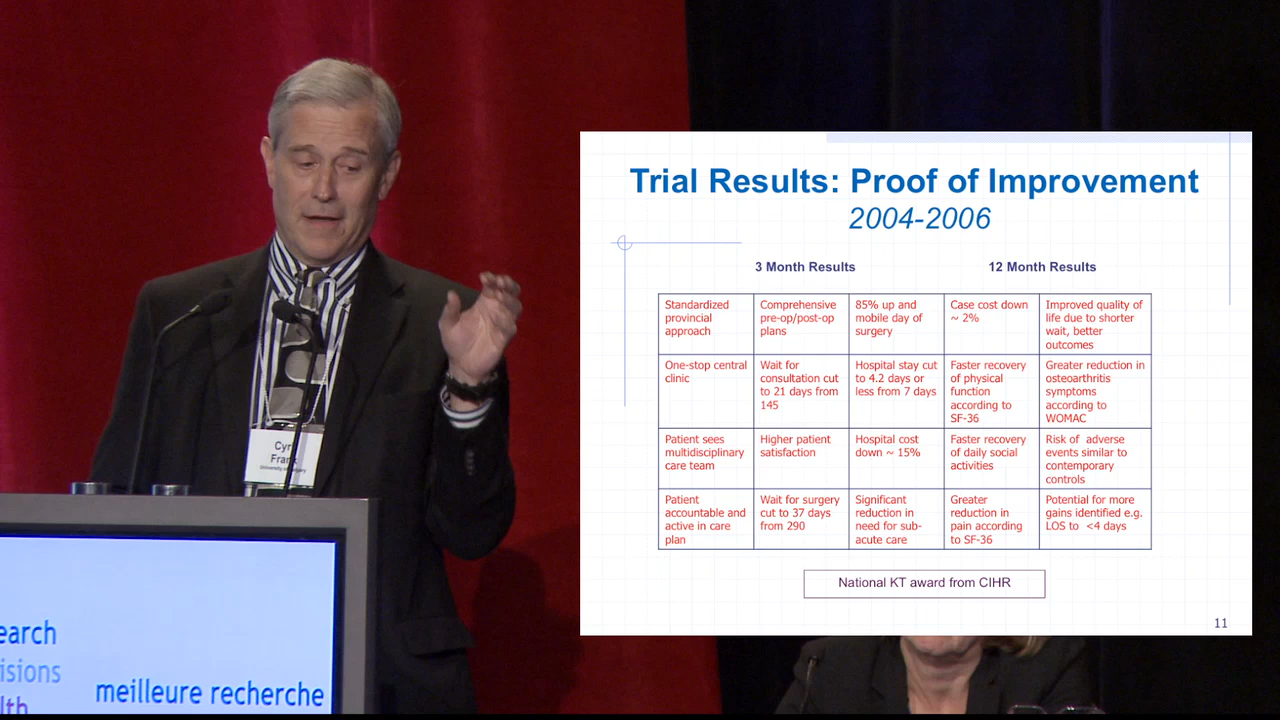 Trial Results: Proof of Improvement
2004-2006
3 Month Results
12 Month Results
Standardized
provincial
approach
Comprehensive
pre-op/post-op
plans
85% up and
mobile day of
surgery
Case cost down
~ 2%
Improved quality of
life due to shorter
wait, better
outcomes
One-stop central
clinic
Wait for
consultation cut
to 21 days from
145
Hospital stay cut
to 4.2 days or
less from 7 days
Faster recovery
of physical
function
according to
SF-36
Greater reduction in
osteoarthritis
symptoms
according to
WOMAC
Patient sees
multidisciplinary
care team
Higher patient
satisfaction
Hospital cost
down ~ 15%
Faster recovery
of daily social
activities
Risk of adverse
events similar to
contemporary
controls
Patient
accountable and
active in care
plan
Wait for surgery
cut to 37 days
from 290
Significant
reduction in
need for sub-
acute care
Greater
reduction in
pain according
to SF-36
Potential for more
gains identified e.g.
LOS to <4 days
National KT award from CIHR
11
Cyr
Frank
University of Calgary
earch
isions
lth
meilleure recherche